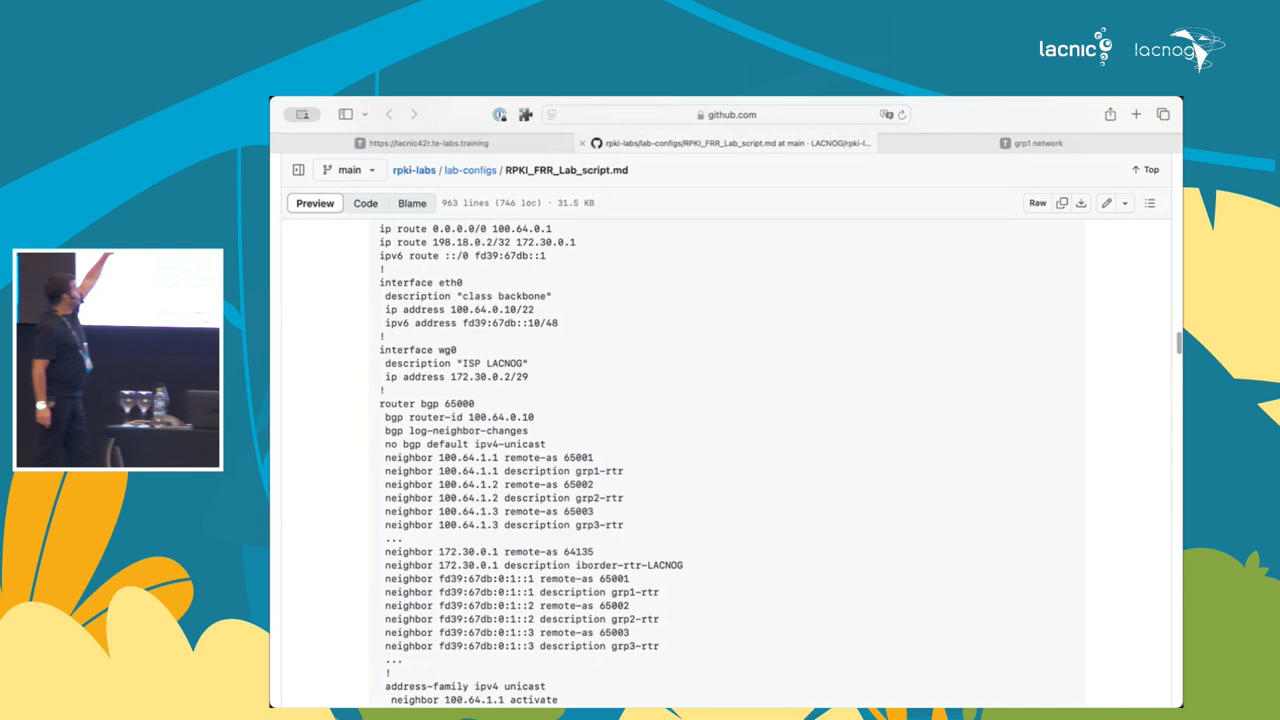 lacnic
lacnog
github.com
https://lacnic42r.te-labs.training
rpki-labs/lab-configs/RPKI_FRR_Lab_script.md at main · LACNOG/rpki-l...
grp1 network
main
rpki-labs / lab-configs / RPKI_FRR_Lab_script.md
Top
Preview
Code
Blame
963 lines (746 loc) · 31.5 KB
Raw
ip route 0.0.0.0/0 100.64.0.1
ip route 198.18.0.2/32 172.30.0.1
ipv6 route ::/0 fd39:67db::1
!
interface eth0
description "class backbone"
ip address 100.64.0.10/22
ipv6 address fd39:67db::10/48
!
interface wg0
description "ISP LACNOG"
ip address 172.30.0.2/29
!
router bgp 65000
bgp router-id 100.64.0.10
bgp log-neighbor-changes
no bgp default ipv4-unicast
neighbor 100.64.1.1 remote-as 65001
neighbor 100.64.1.1 description grp1-rtr
neighbor 100.64.1.2 remote-as 65002
neighbor 100.64.1.2 description grp2-rtr
neighbor 100.64.1.3 remote-as 65003
neighbor 100.64.1.3 description grp3-rtr
...
neighbor 172.30.0.1 remote-as 64135
neighbor 172.30.0.1 description iborder-rtr-LACNOG
neighbor fd39:67db:0:1::1 remote-as 65001
neighbor fd39:67db:0:1::1 description grp1-rtr
neighbor fd39:67db:0:1::2 remote-as 65002
neighbor fd39:67db:0:1::2 description grp2-rtr
neighbor fd39:67db:0:1::3 remote-as 65003
neighbor fd39:67db:0:1::3 description grp3-rtr
...
!
address-family ipv4 unicast
neighbor 100.64.1.1 activate